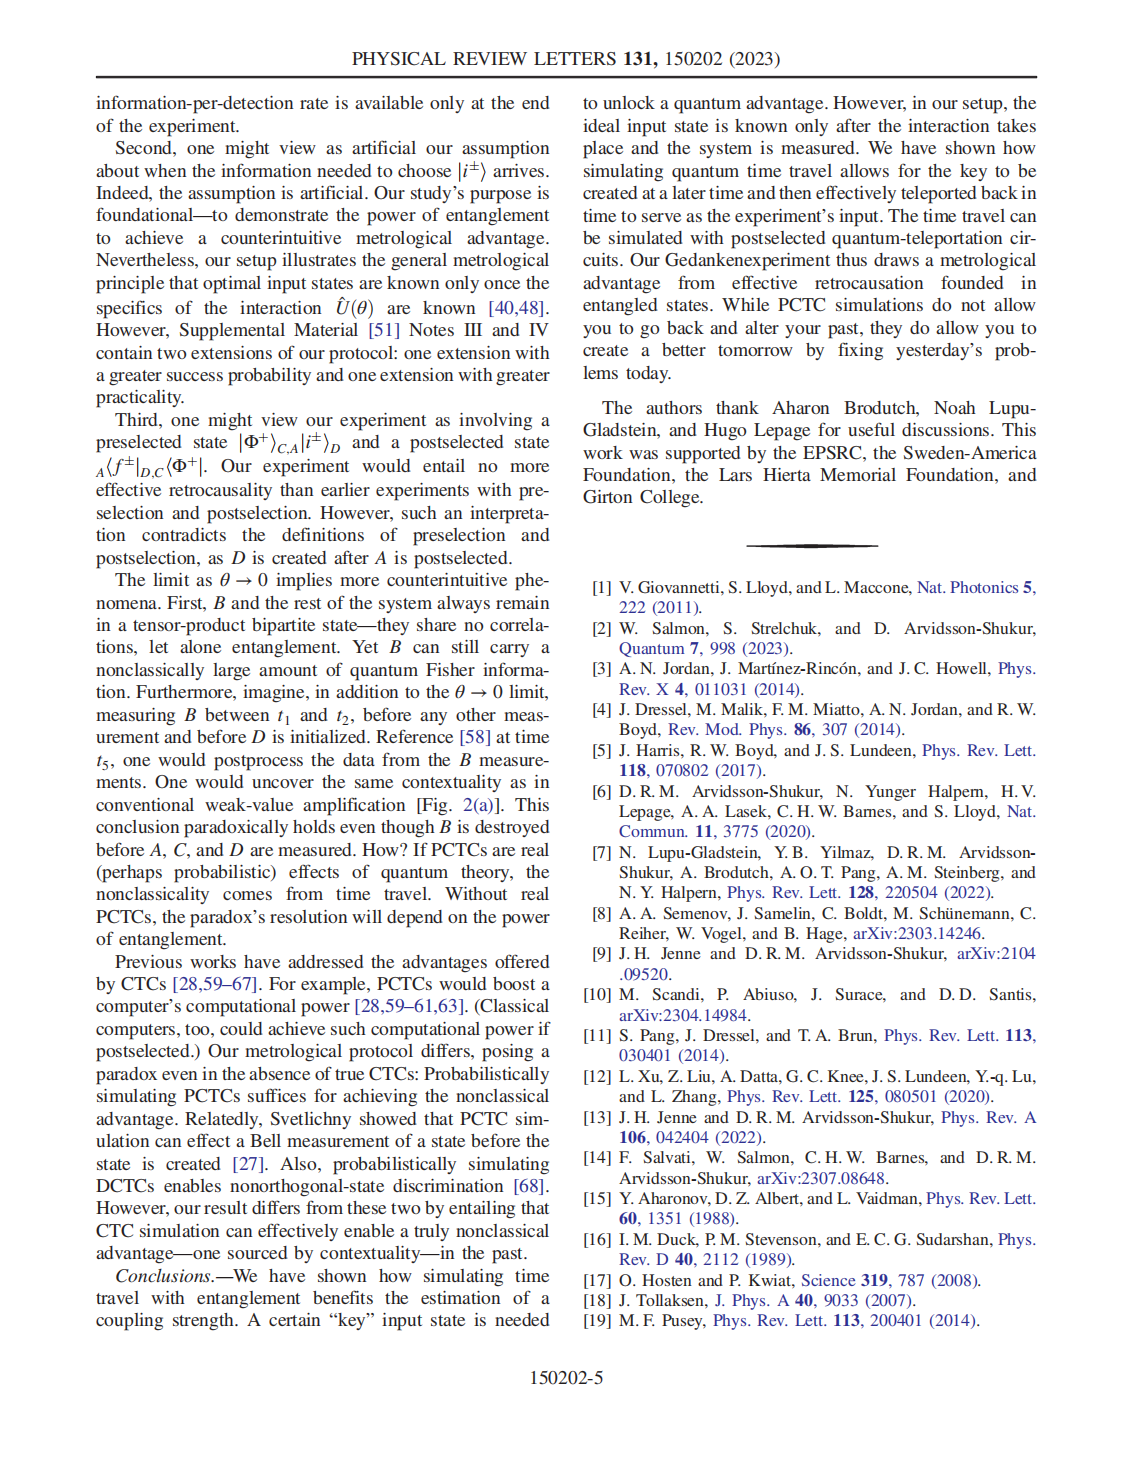 PHYSICAL REVIEW LETTERS 131, 150202 (2023)
information-per-detection rate is available only at the end
of the experiment.
Second, one might view as artificial our assumption
about when the information needed to choose |i±⟩ arrives.
Indeed, the assumption is artificial. Our study's purpose is
foundational—to demonstrate the power of entanglement
to achieve a counterintuitive metrological advantage.
Nevertheless, our setup illustrates the general metrological
principle that optimal input states are known only once the
specifics of the interaction Û(θ) are known [40,48].
However, Supplemental Material [51] Notes III and IV
contain two extensions of our protocol: one extension with
a greater success probability and one extension with greater
practicality.
Third, one might view our experiment as involving a
preselected state |Φ+⟩C,A|i±⟩D and a postselected state
A⟨f±|D,C⟨Φ+|. Our experiment would entail no more
effective retrocausality than earlier experiments with pre-
selection and postselection. However, such an interpreta-
tion contradicts the definitions of preselection and
postselection, as D is created after A is postselected.
The limit as θ → 0 implies more counterintuitive phe-
nomena. First, B and the rest of the system always remain
in a tensor-product bipartite state—they share no correla-
tions, let alone entanglement. Yet B can still carry a
nonclassically large amount of quantum Fisher informa-
tion. Furthermore, imagine, in addition to the θ → 0 limit,
measuring B between t1 and t2, before any other meas-
urement and before D is initialized. Reference [58] at time
t5, one would postprocess the data from the B measure-
ments. One would uncover the same contextuality as in
conventional weak-value amplification [Fig. 2(a)]. This
conclusion paradoxically holds even though B is destroyed
before A, C, and D are measured. How? If PCTCs are real
(perhaps probabilistic) effects of quantum theory, the
nonclassicality comes from time travel. Without real
PCTCs, the paradox's resolution will depend on the power
of entanglement.
Previous works have addressed the advantages offered
by CTCs [28,59–67]. For example, PCTCs would boost a
computer's computational power [28,59–61,63]. (Classical
computers, too, could achieve such computational power if
postselected.) Our metrological protocol differs, posing a
paradox even in the absence of true CTCs: Probabilistically
simulating PCTCs suffices for achieving the nonclassical
advantage. Relatedly, Svetlichny showed that PCTC sim-
ulation can effect a Bell measurement of a state before the
state is created [27]. Also, probabilistically simulating
DCTCs enables nonorthogonal-state discrimination [68].
However, our result differs from these two by entailing that
CTC simulation can effectively enable a truly nonclassical
advantage—one sourced by contextuality—in the past.
Conclusions.—We have shown how simulating time
travel with entanglement benefits the estimation of a
coupling strength. A certain “key” input state is needed
to unlock a quantum advantage. However, in our setup, the
ideal input state is known only after the interaction takes
place and the system is measured. We have shown how
simulating quantum time travel allows for the key to be
created at a later time and then effectively teleported back in
time to serve as the experiment's input. The time travel can
be simulated with postselected quantum-teleportation cir-
cuits. Our Gedankenexperiment thus draws a metrological
advantage from effective retrocausation founded in
entangled states. While PCTC simulations do not allow
you to go back and alter your past, they do allow you to
create a better tomorrow by fixing yesterday's prob-
lems today.
The authors thank Aharon Brodutch, Noah Lupu-
Gladstein, and Hugo Lepage for useful discussions. This
work was supported by the EPSRC, the Sweden-America
Foundation, the Lars Hierta Memorial Foundation, and
Girton College.
[1] V. Giovannetti, S. Lloyd, and L. Maccone, Nat. Photonics 5,
222 (2011).
[2] W. Salmon, S. Strelchuk, and D. Arvidsson-Shukur,
Quantum 7, 998 (2023).
[3] A. N. Jordan, J. Martínez-Rincón, and J. C. Howell, Phys.
Rev. X 4, 011031 (2014).
[4] J. Dressel, M. Malik, F. M. Miatto, A. N. Jordan, and R. W.
Boyd, Rev. Mod. Phys. 86, 307 (2014).
[5] J. Harris, R. W. Boyd, and J. S. Lundeen, Phys. Rev. Lett.
118, 070802 (2017).
[6] D. R. M. Arvidsson-Shukur, N. Yunger Halpern, H. V.
Lepage, A. A. Lasek, C. H. W. Barnes, and S. Lloyd, Nat.
Commun. 11, 3775 (2020).
[7] N. Lupu-Gladstein, Y. B. Yilmaz, D. R. M. Arvidsson-
Shukur, A. Brodutch, A. O. T. Pang, A. M. Steinberg, and
N. Y. Halpern, Phys. Rev. Lett. 128, 220504 (2022).
[8] A. A. Semenov, J. Samelin, C. Boldt, M. Schünemann, C.
Reiher, W. Vogel, and B. Hage, arXiv:2303.14246.
[9] J. H. Jenne and D. R. M. Arvidsson-Shukur, arXiv:2104
.09520.
[10] M. Scandi, P. Abiuso, J. Surace, and D. D. Santis,
arXiv:2304.14984.
[11] S. Pang, J. Dressel, and T. A. Brun, Phys. Rev. Lett. 113,
030401 (2014).
[12] L. Xu, Z. Liu, A. Datta, G. C. Knee, J. S. Lundeen, Y.-q. Lu,
and L. Zhang, Phys. Rev. Lett. 125, 080501 (2020).
[13] J. H. Jenne and D. R. M. Arvidsson-Shukur, Phys. Rev. A
106, 042404 (2022).
[14] F. Salvati, W. Salmon, C. H. W. Barnes, and D. R. M.
Arvidsson-Shukur, arXiv:2307.08648.
[15] Y. Aharonov, D. Z. Albert, and L. Vaidman, Phys. Rev. Lett.
60, 1351 (1988).
[16] I. M. Duck, P. M. Stevenson, and E. C. G. Sudarshan, Phys.
Rev. D 40, 2112 (1989).
[17] O. Hosten and P. Kwiat, Science 319, 787 (2008).
[18] J. Tollaksen, J. Phys. A 40, 9033 (2007).
[19] M. F. Pusey, Phys. Rev. Lett. 113, 200401 (2014).
150202-5